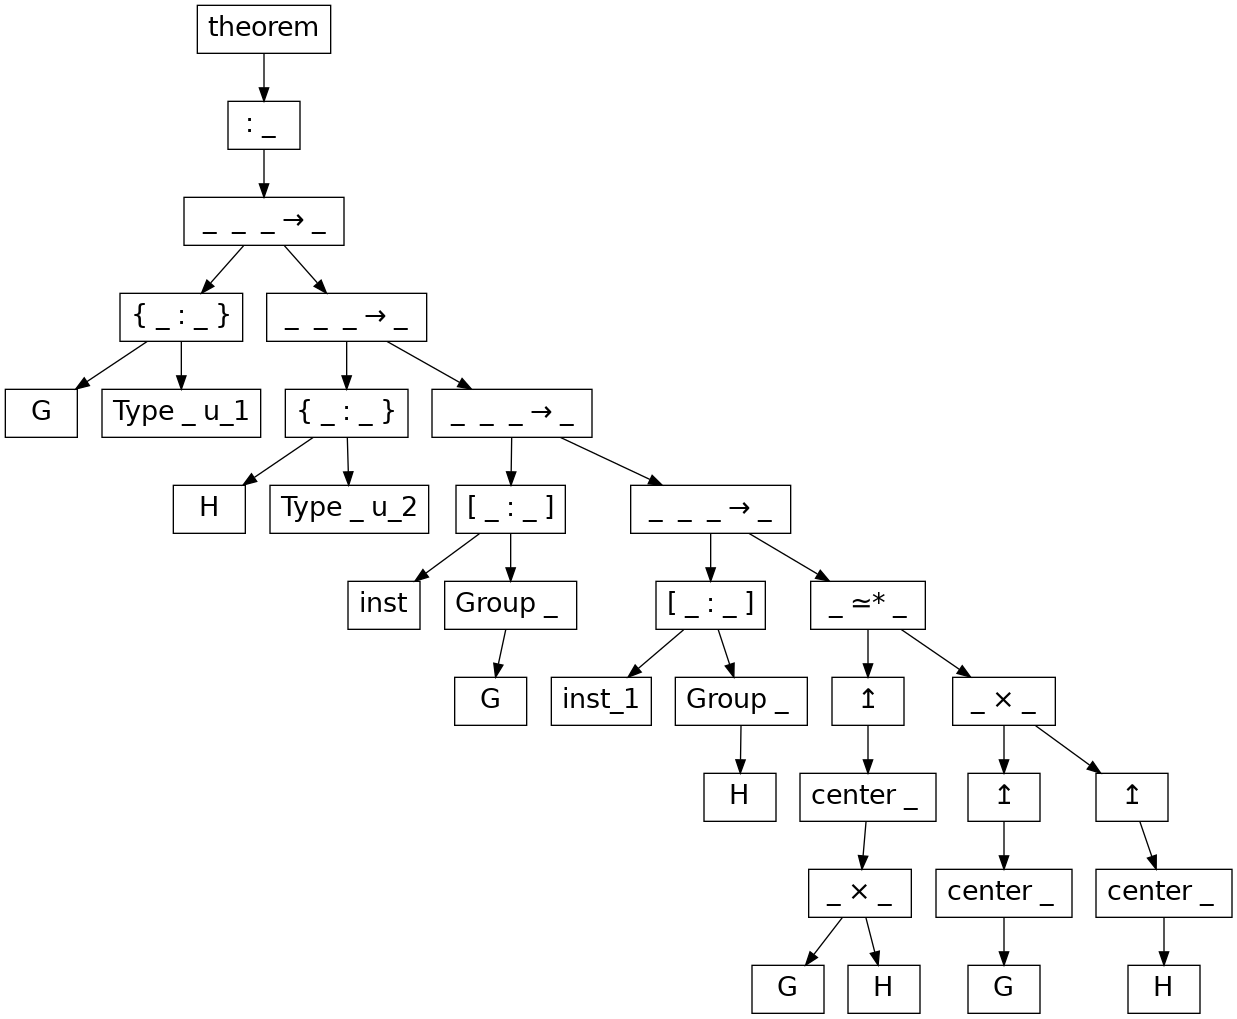 theorem
: _
_ _ _ → _
{ _ : _ } _ _ _ → _
G Type _ u_1 { _ : _ } _ _ _ → _
H Type _ u_2 [ _ : _ ] _ _ _ → _
inst Group _ [ _ : _ ] _ ≃* _
G inst_1 Group _ ↥ _ × _
H center _ ↥ ↥
_ × _ center _ center _
G H G H